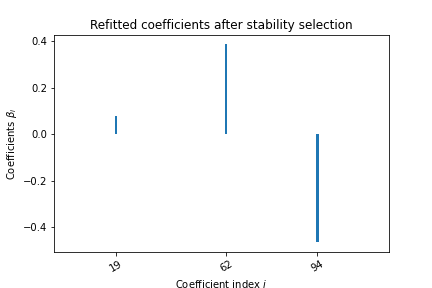 Refitted coefficients after stability selection
0.4
0.2
0.0
−0.2
−0.4
Coefficients βᵢ
19
62
94
Coefficient index i